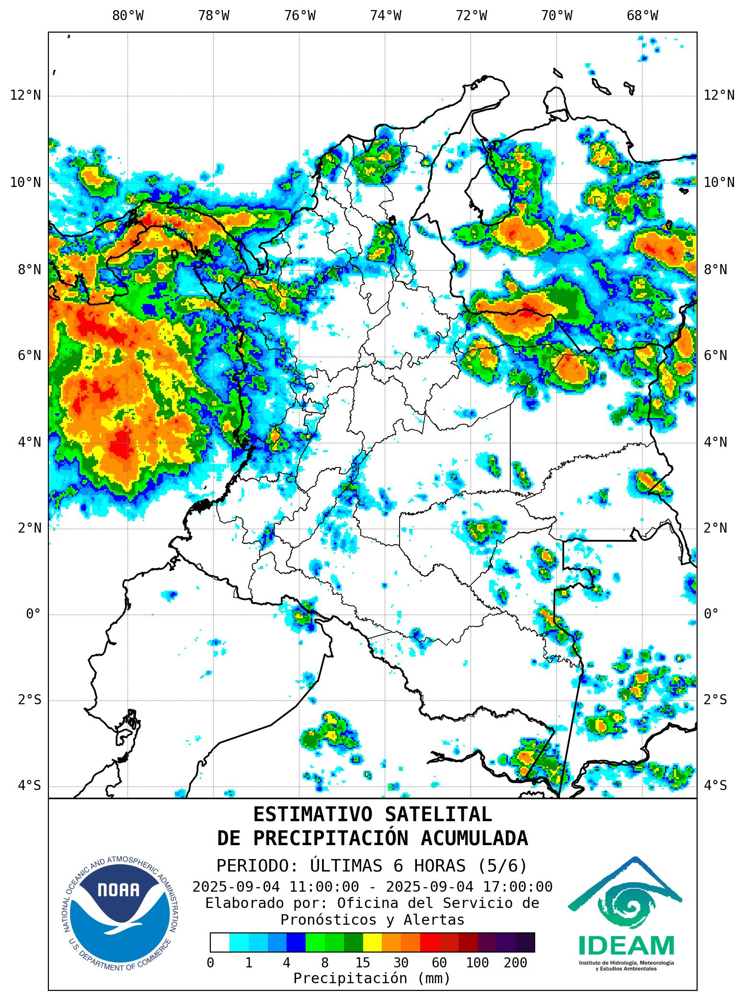 80°W 78°W 76°W 74°W 72°W 70°W 68°W
12°N 12°N
10°N 10°N
8°N 8°N
6°N 6°N
4°N 4°N
2°N 2°N
0° 0°
2°S 2°S
4°S 4°S
ESTIMATIVO SATELITAL
DE PRECIPITACIÓN ACUMULADA
PERIODO: ÚLTIMAS 6 HORAS (5/6)
2025-09-04 11:00:00 - 2025-09-04 17:00:00
Elaborado por: Oficina del Servicio de
Pronósticos y Alertas
0 1 4 8 15 30 60 100 200
Precipitación (mm)
NATIONAL OCEANIC AND ATMOSPHERIC ADMINISTRATION
NOAA
U.S. DEPARTMENT OF COMMERCE
IDEAM
Instituto de Hidrología, Meteorología
y Estudios Ambientales